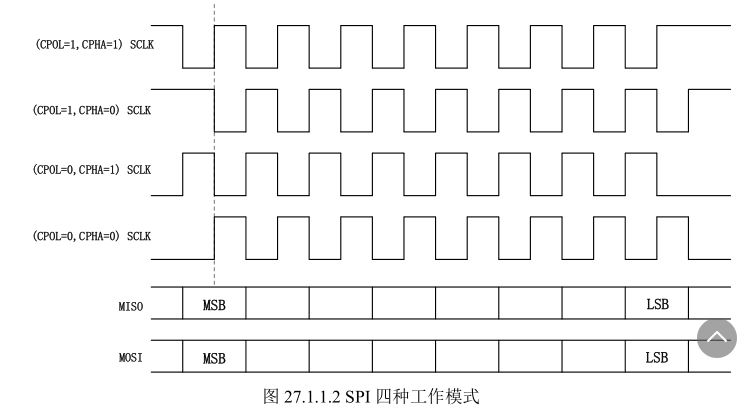 (CPOL=1, CPHA=1) SCLK
(CPOL=1, CPHA=0) SCLK
(CPOL=0, CPHA=1) SCLK
(CPOL=0, CPHA=0) SCLK
MISO MSB LSB
MOSI MSB LSB
图 27.1.1.2 SPI 四种工作模式